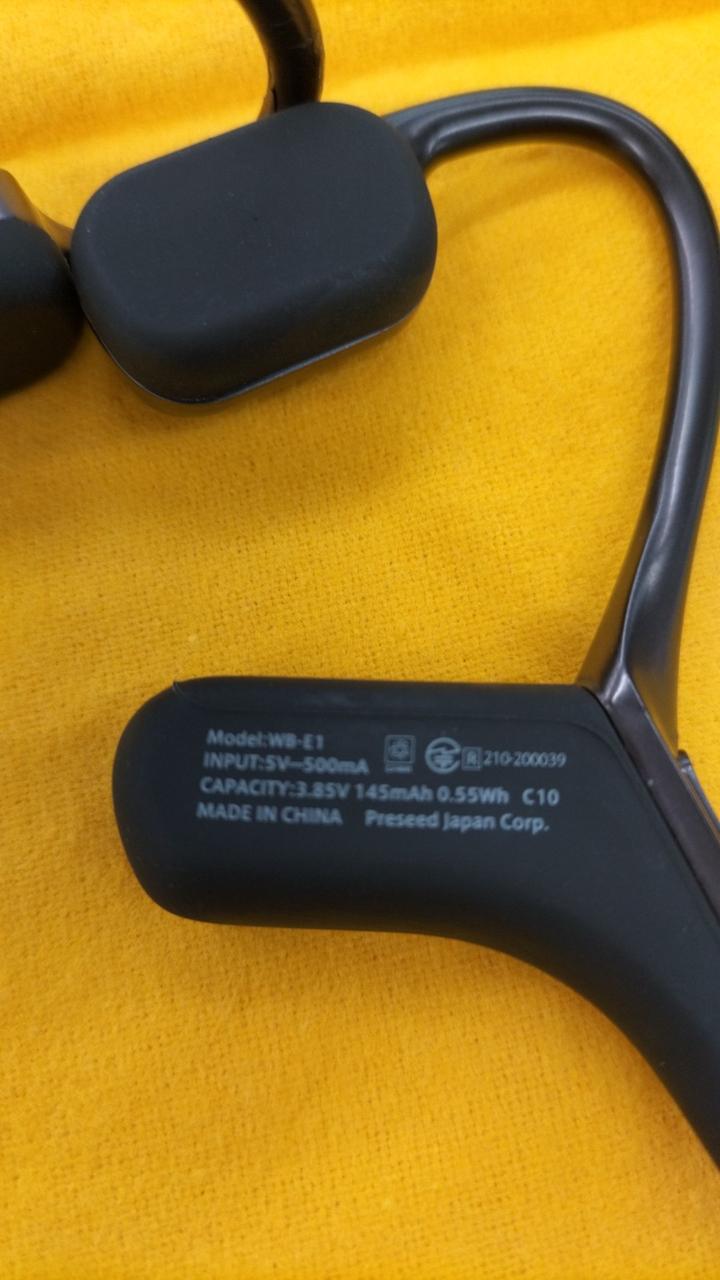 Model:WB-E1
INPUT:5V⎓500mA R 210-200039
CAPACITY:3.85V 145mAh 0.55Wh C10
MADE IN CHINA Preseed Japan Corp.